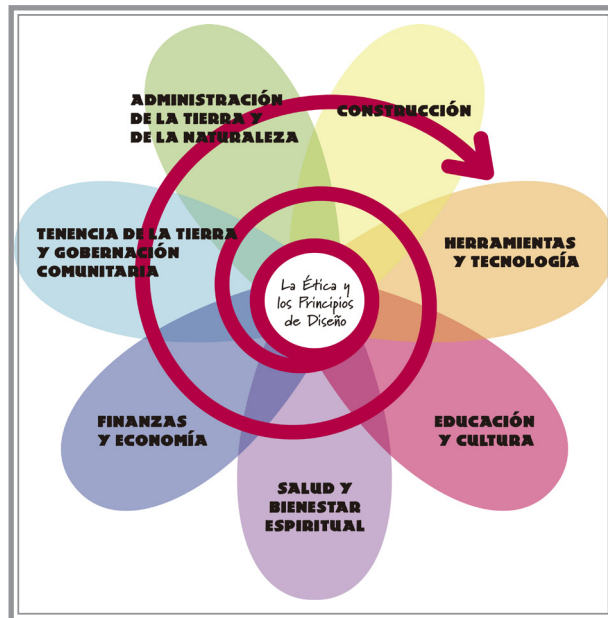 ADMINISTRACIÓN
DE LA TIERRA Y
DE LA NATURALEZA
CONSTRUCCIÓN
TENENCIA DE LA TIERRA
Y GOBERNACIÓN
COMUNITARIA
HERRAMIENTAS
Y TECNOLOGÍA
La Ética y
los Principios
de Diseño
FINANZAS
Y ECONOMÍA
EDUCACIÓN
Y CULTURA
SALUD Y
BIENESTAR
ESPIRITUAL